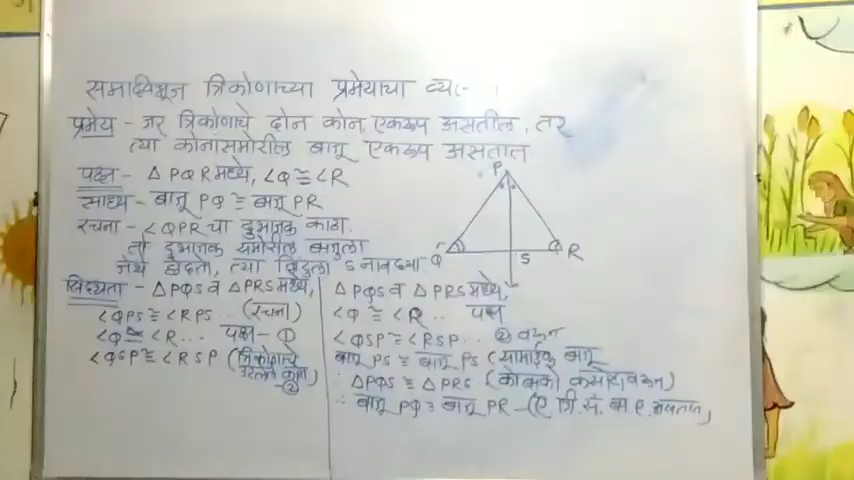 समद्विभुज त्रिकोणाच्या प्रमेयाचा व्यत्यास
प्रमेय - जर त्रिकोणाचे दोन कोन एकरूप असतील, तर
त्या कोनासमोरील बाजू एकरूप असतात
पक्ष - Δ PQR मध्ये, ∠Q ≅ ∠R
साध्य - बाजू PQ ≅ बाजू PR
रचना - ∠QPR चा दुभाजक काढा.
तो दुभाजक समोरील बाजुला
जेथे छेदतो, त्या बिंदुला S नाव द्या.
P
Q
S
R
सिद्धता - Δ PQS व Δ PRS मध्ये,
∠QPS ≅ ∠RPS .. (रचना)
∠Q ≅ ∠R ... पक्ष - ①
∠QSP ≅ ∠RSP (त्रिकोणाचे
उरलेले कोन)
- ②
Δ PQS व Δ PRS मध्ये,
∠Q ≅ ∠R .. पक्ष
∠QSP ≅ ∠RSP ... ② वरून
बाजू PS ≅ बाजू PS (सामाईक बाजू
∴ Δ PQS ≅ Δ PRS (कोबाको कसोटीवरून)
∴ बाजू PQ ≅ बाजू PR - (ए. त्रि. सं. बा